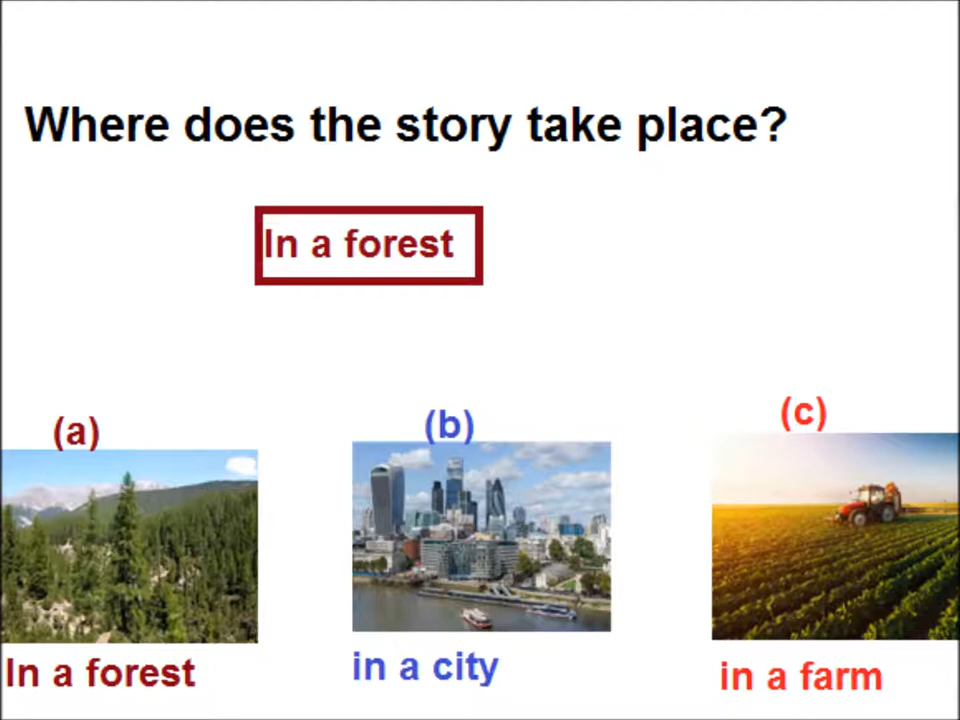 Where does the story take place?
In a forest
(a)
(b)
(c)
In a forest
in a city
in a farm